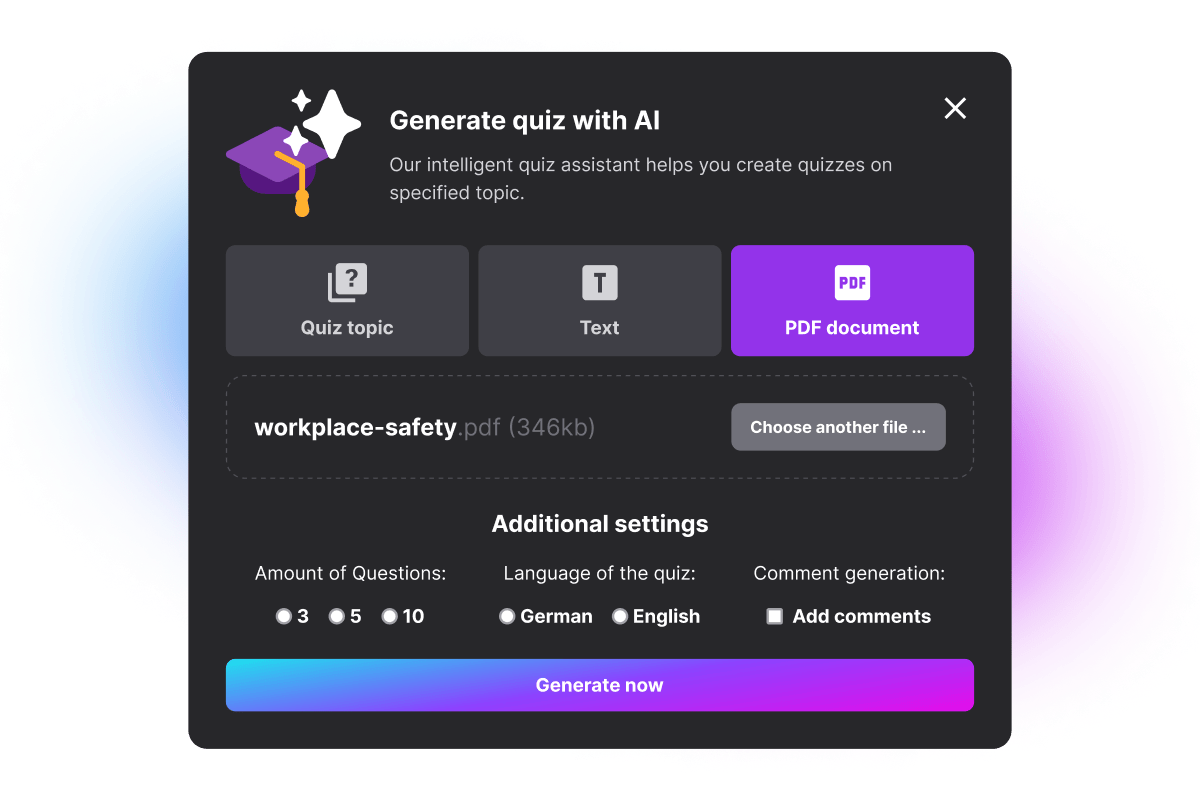 Generate quiz with AI
Our intelligent quiz assistant helps you create quizzes on
specified topic.
?
Quiz topic
T
Text
PDF
PDF document
workplace-safety.pdf (346kb)
Choose another file ...
Additional settings
Amount of Questions:
3 5 10
Language of the quiz:
German English
Comment generation:
Add comments
Generate now